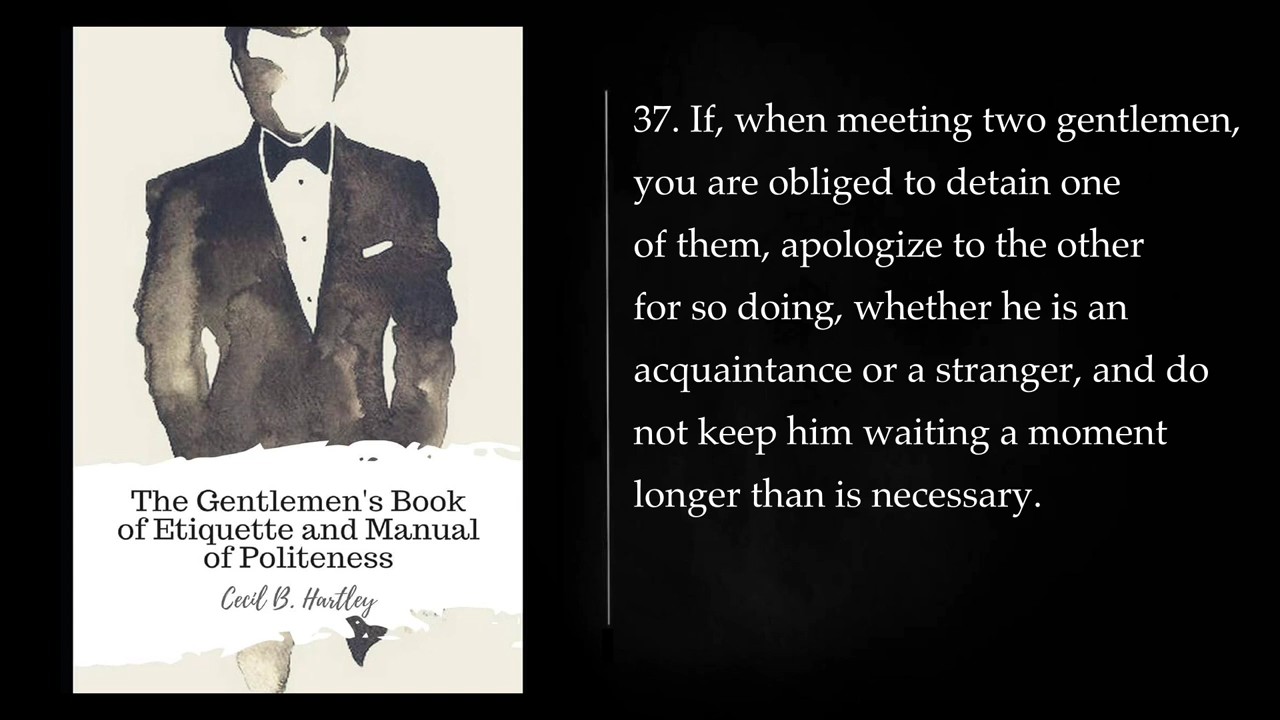 The Gentlemen's Book
of Etiquette and Manual
of Politeness
Cecil B. Hartley
37. If, when meeting two gentlemen,
you are obliged to detain one
of them, apologize to the other
for so doing, whether he is an
acquaintance or a stranger, and do
not keep him waiting a moment
longer than is necessary.